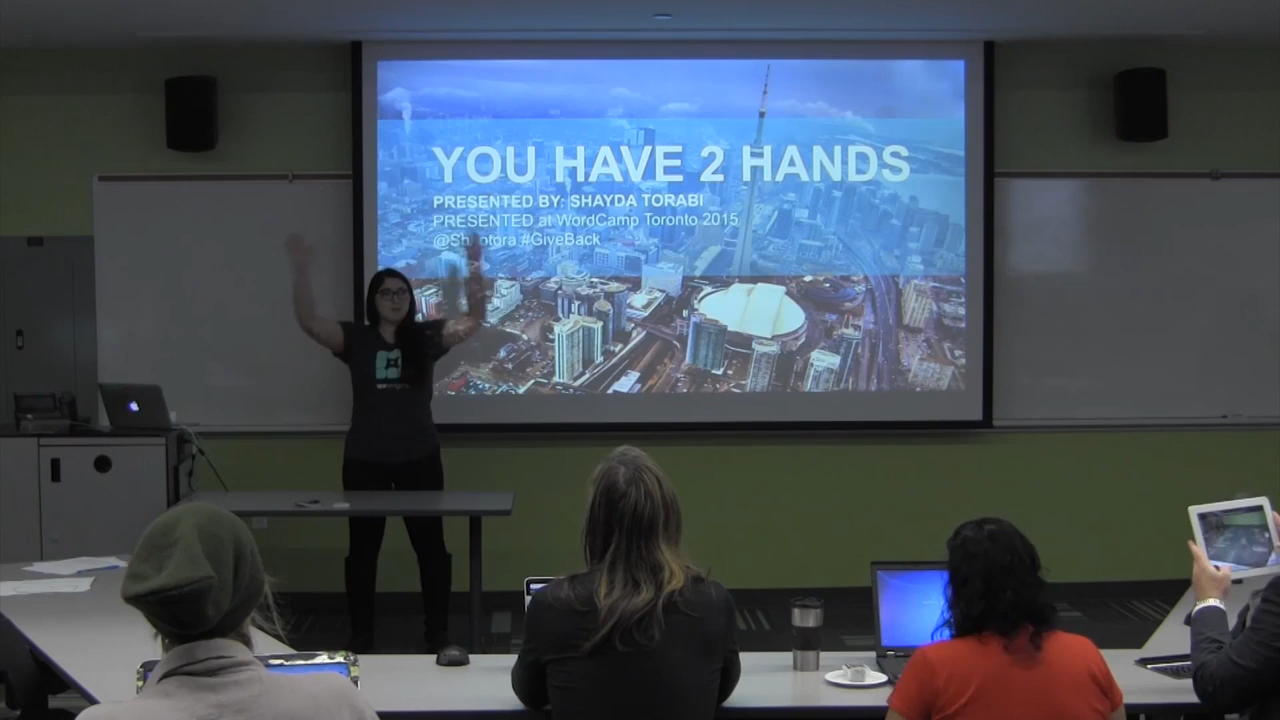 YOU HAVE 2 HANDS
PRESENTED BY: SHAYDA TORABI
PRESENTED at WordCamp Toronto 2015
#GiveBack